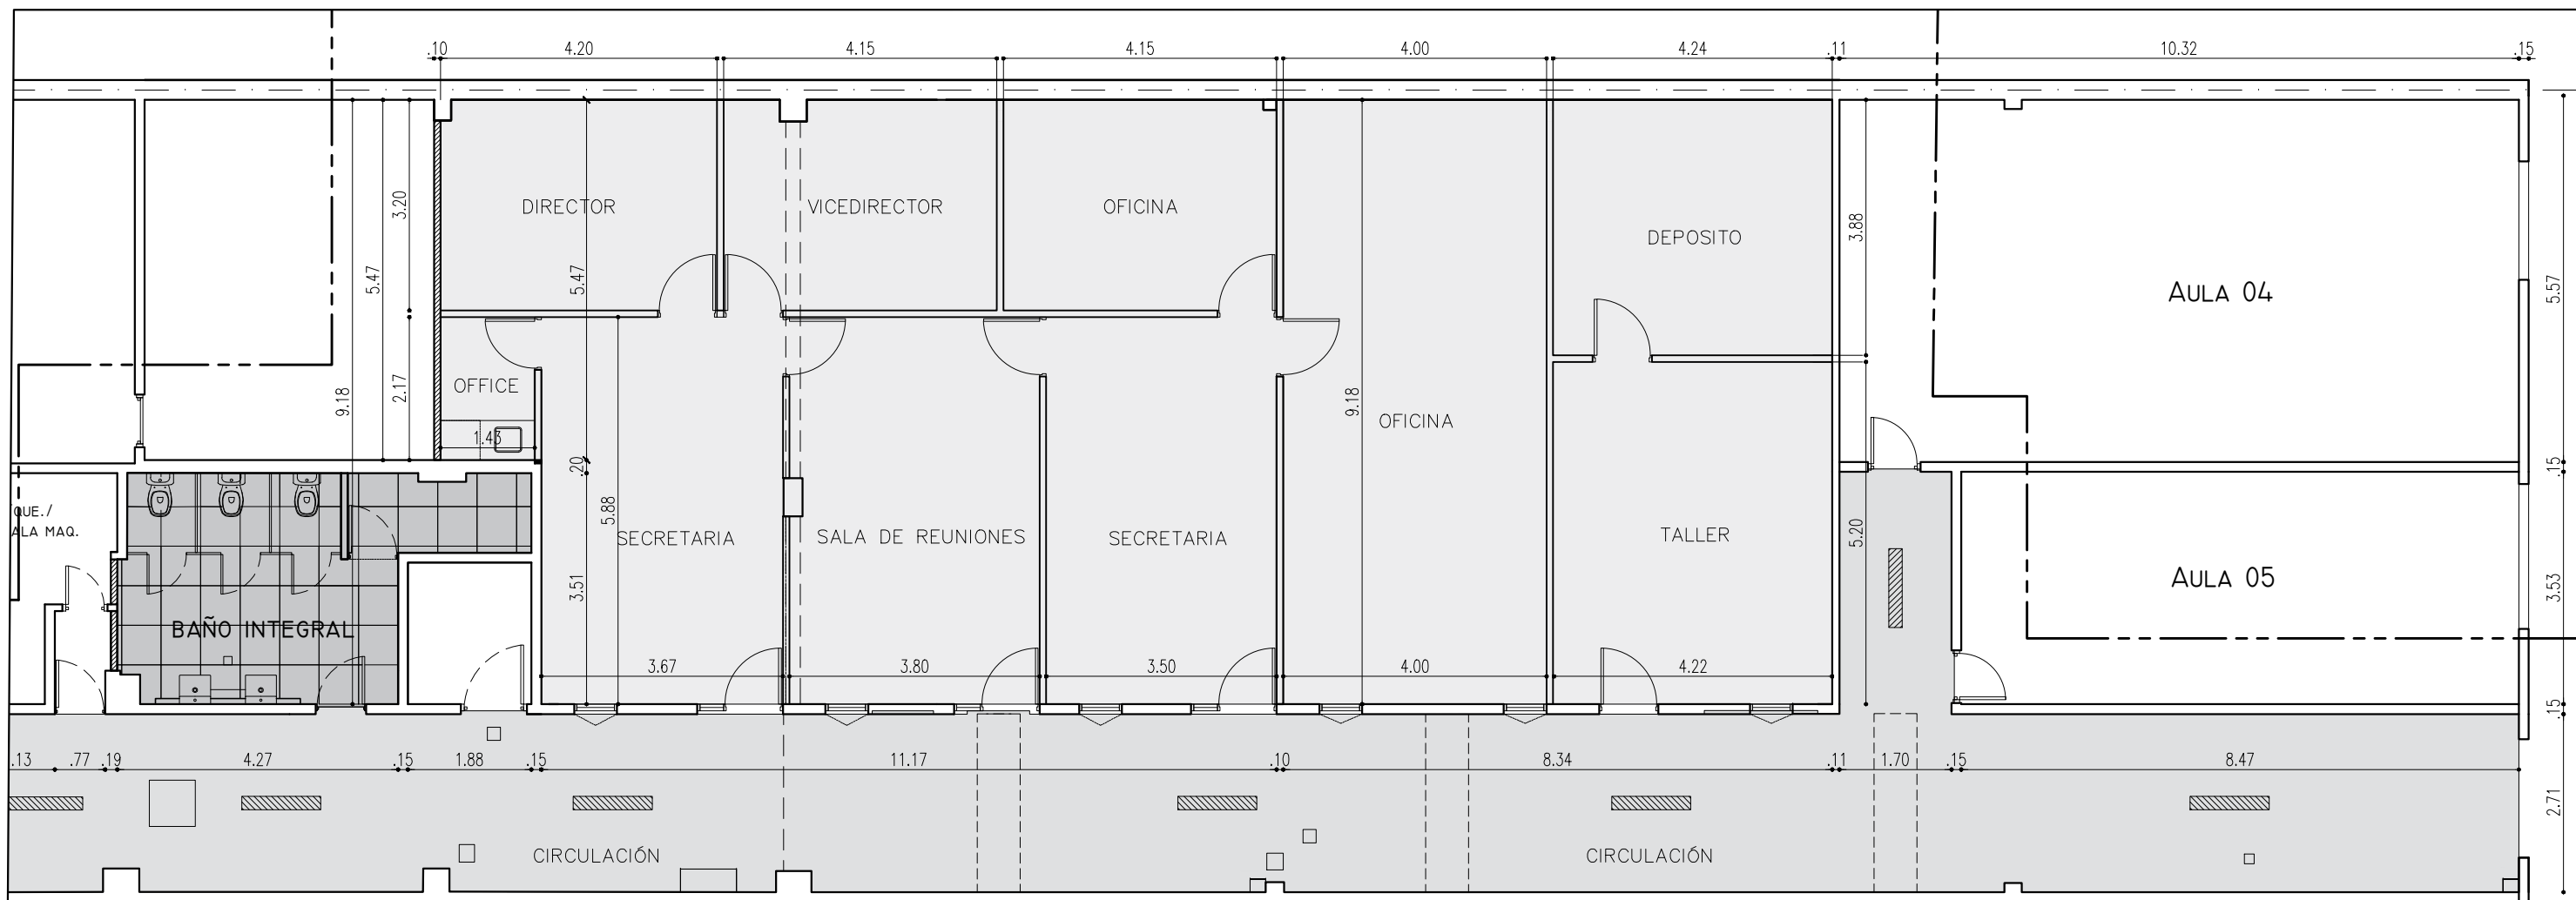 .10 4.20 4.15 4.15 4.00 4.24 .11 10.32 .15
3.20
5.47
5.47
9.18
2.17
DIRECTOR
VICEDIRECTOR
OFICINA
DEPOSITO
3.88
AULA 04
5.57
OFFICE
1.43
.20
9.18
OFICINA
.15
QUE./
ALA MAQ.
5.88
SECRETARIA
SALA DE REUNIONES
SECRETARIA
TALLER
5.20
AULA 05
3.51
3.53
BAÑO INTEGRAL
3.67 3.80 3.50 4.00 4.22
.15
.13 .77 .19 4.27 .15 1.88 .15 11.17 .10 8.34 .11 1.70 .15 8.47
2.71
CIRCULACIÓN
CIRCULACIÓN